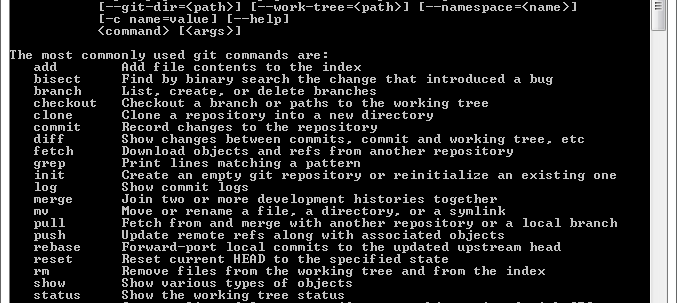 [--git-dir=<path>] [--work-tree=<path>] [--namespace=<name>]
[-c name=value] [--help]
<command> [<args>]
The most commonly used git commands are:
add Add file contents to the index
bisect Find by binary search the change that introduced a bug
branch List, create, or delete branches
checkout Checkout a branch or paths to the working tree
clone Clone a repository into a new directory
commit Record changes to the repository
diff Show changes between commits, commit and working tree, etc
fetch Download objects and refs from another repository
grep Print lines matching a pattern
init Create an empty git repository or reinitialize an existing one
log Show commit logs
merge Join two or more development histories together
mv Move or rename a file, a directory, or a symlink
pull Fetch from and merge with another repository or a local branch
push Update remote refs along with associated objects
rebase Forward-port local commits to the updated upstream head
reset Reset current HEAD to the specified state
rm Remove files from the working tree and from the index
show Show various types of objects
status Show the working tree status